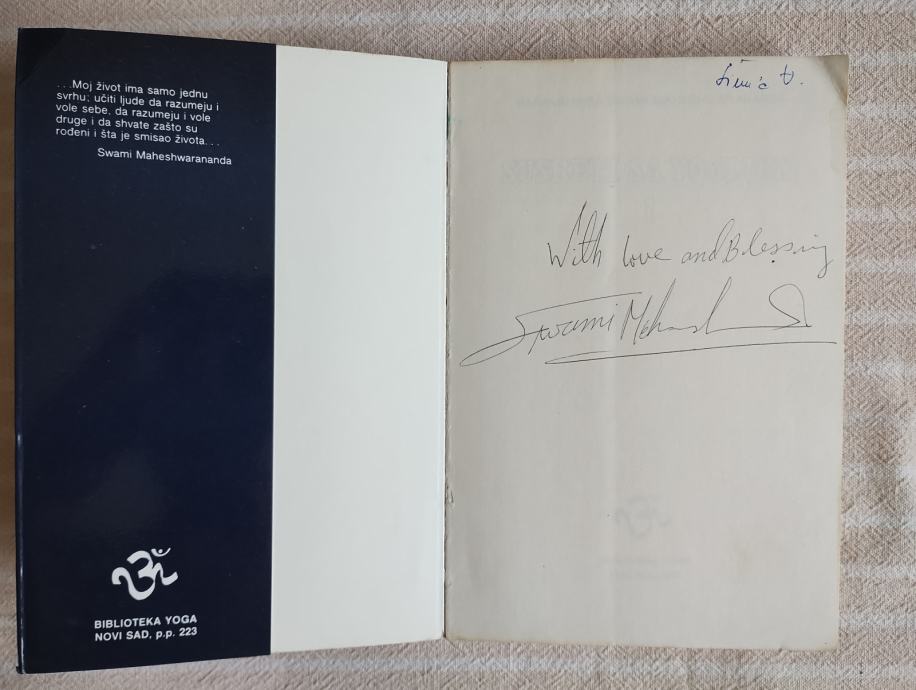 ...Moj život ima samo jednu
svrhu; učiti ljude da razumeju i
vole sebe, da razumeju i vole
druge i da shvate zašto su
rođeni i šta je smisao života...
Swami Maheshwarananda
ॐ
BIBLIOTEKA YOGA
NOVI SAD, p.p. 223
With love and Blessing
Swami